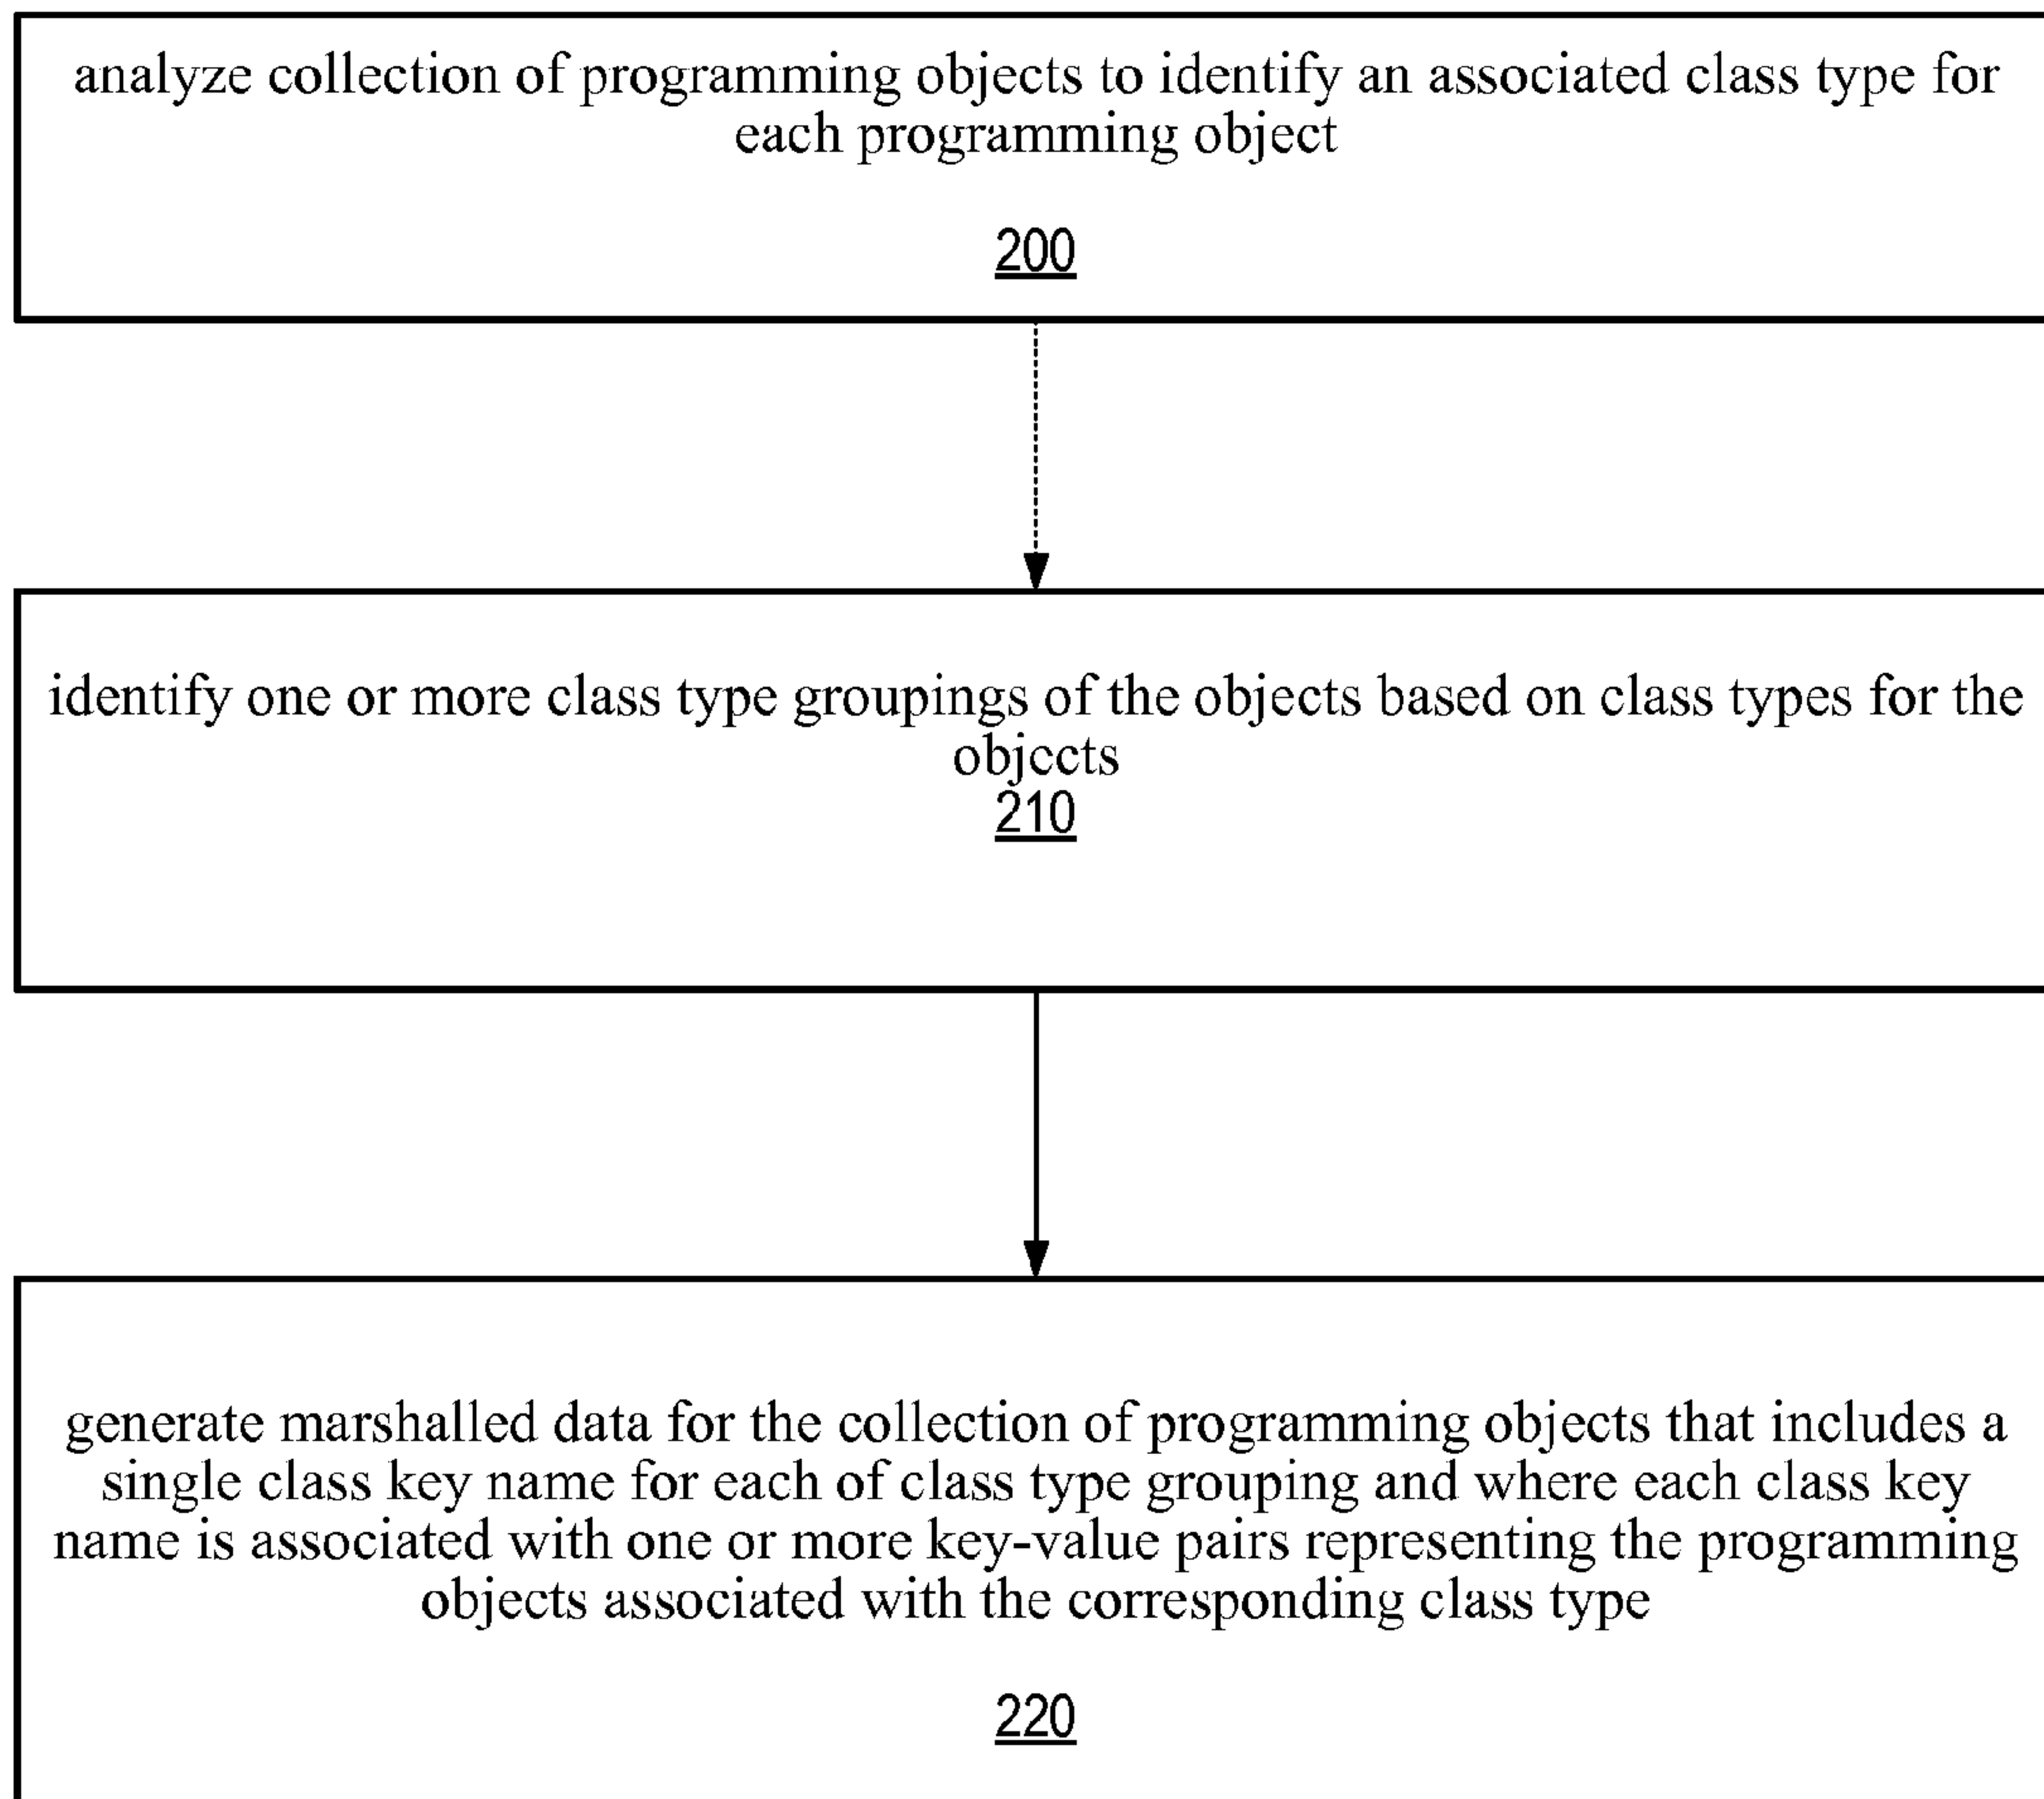 analyze collection of programming objects to identify an associated class type for
each programming object
200
identify one or more class type groupings of the objects based on class types for the
objects
210
generate marshalled data for the collection of programming objects that includes a
single class key name for each of class type grouping and where each class key
name is associated with one or more key-value pairs representing the programming
objects associated with the corresponding class type
220